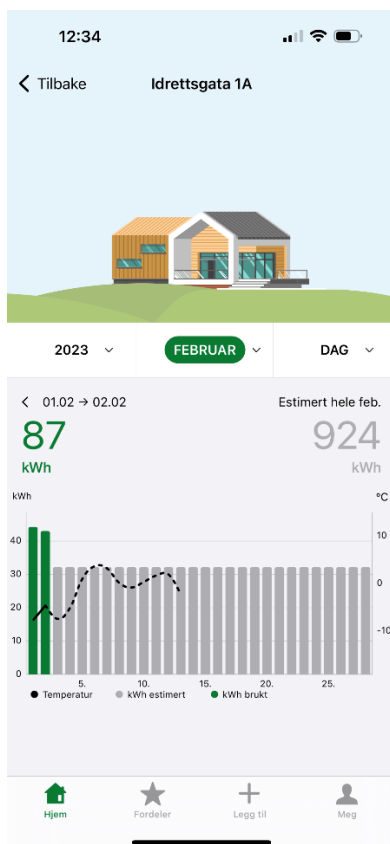 12:34
Tilbake
Idrettsgata 1A
2023
FEBRUAR
DAG
01.02 → 02.02
Estimert hele feb.
87
924
kWh
kWh
kWh
°C
40
30
20
10
0
10
0
-10
5.
10.
15.
20.
25.
Temperatur
kWh estimert
kWh brukt
Hjem
Fordeler
Legg til
Meg